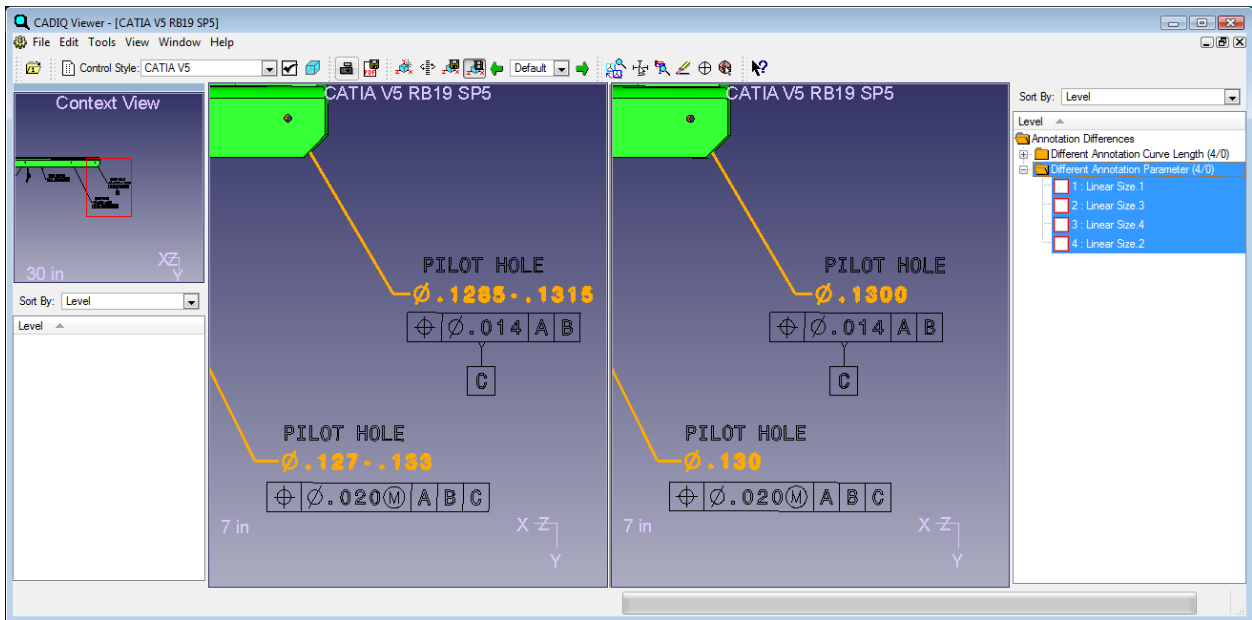 CADIQ Viewer - [CATIA V5 RB19 SP5]
File Edit Tools View Window Help
Control Style: CATIA V5
Default
Context View
30 in
XZ
Y
Sort By: Level
Level
CATIA V5 RB19 SP5
PILOT HOLE
Ø.1285-.1315
⌖ Ø.014 A B
C
PILOT HOLE
Ø.127-.133
⌖ Ø.020Ⓜ A B C
7 in
X Z
Y
CATIA V5 RB19 SP5
PILOT HOLE
Ø.1300
⌖ Ø.014 A B
C
PILOT HOLE
Ø.130
⌖ Ø.020Ⓜ A B C
7 in
X Z
Y
Sort By: Level
Level
Annotation Differences
Different Annotation Curve Length (4/0)
Different Annotation Parameter (4/0)
1 : Linear Size.1
2 : Linear Size.3
3 : Linear Size.4
4 : Linear Size.2